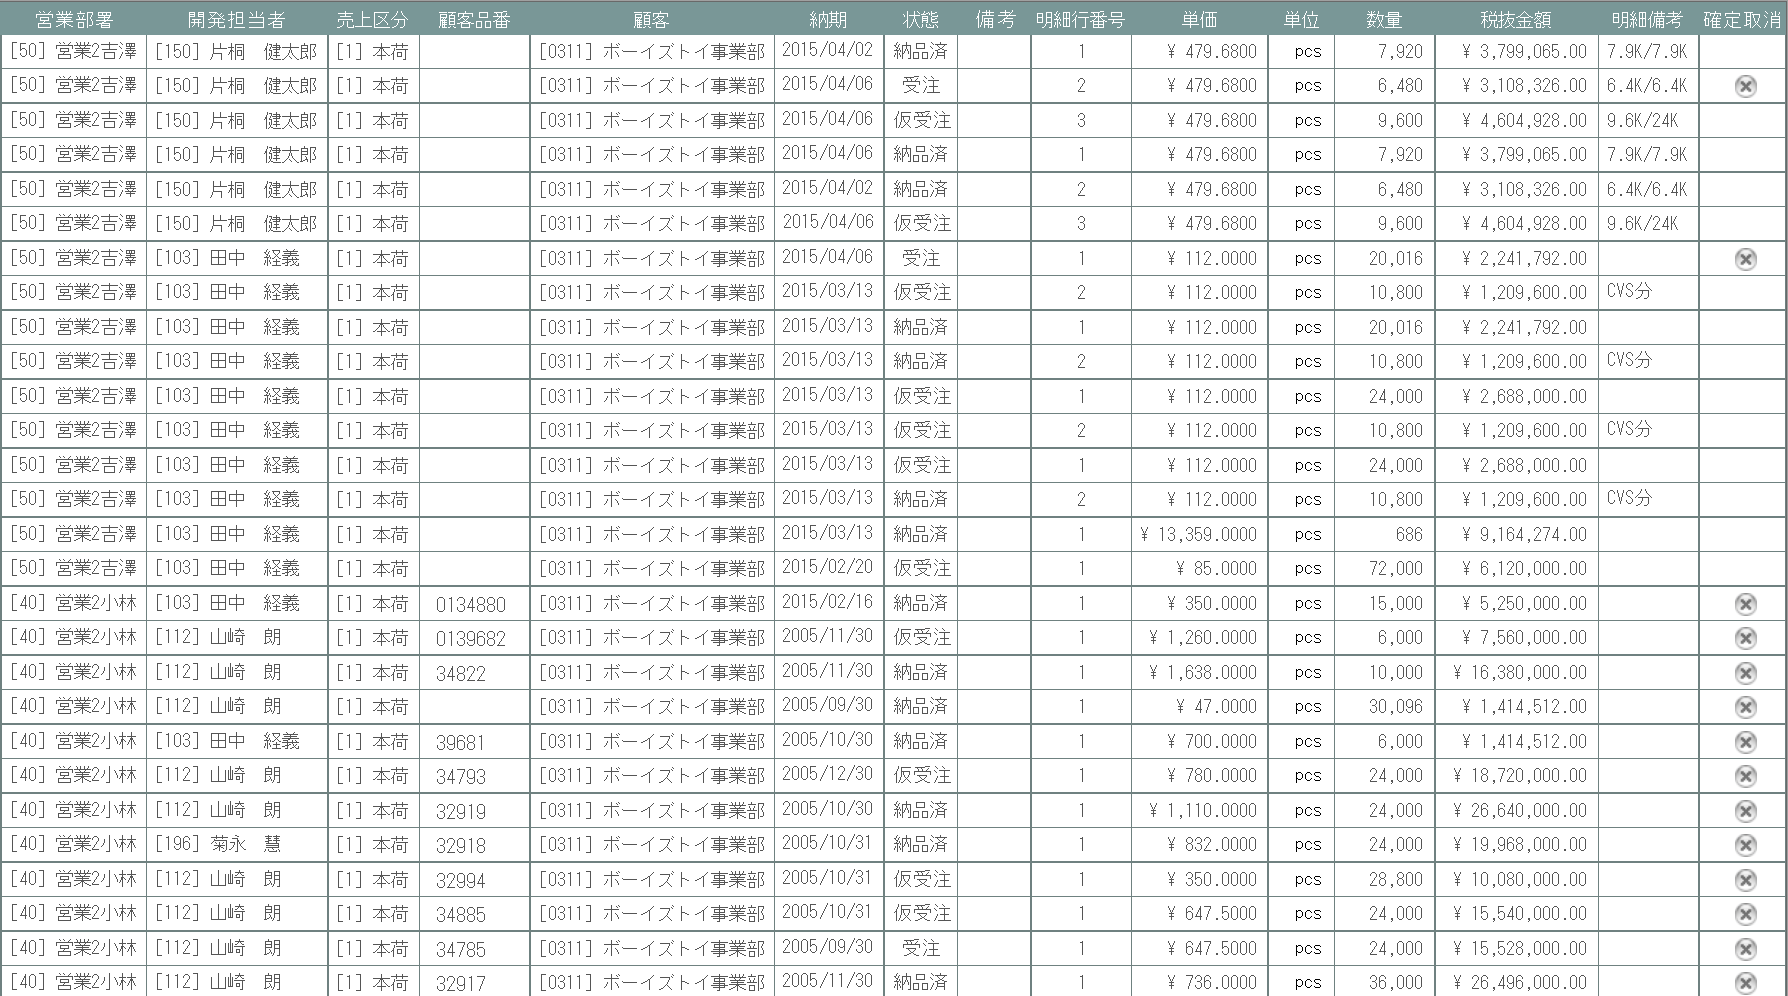 営業部署 開発担当者 売上区分 顧客品番 顧客 納期 状態 備考 明細行番号 単価 単位 数量 税抜金額 明細備考 確定取消
[50] 営業2吉澤 [150] 片桐　健太郎 [1] 本荷 [0311] ボーイズトイ事業部 2015/04/02 納品済 1 ¥ 479.6800 pcs 7,920 ¥ 3,799,065.00 7.9K/7.9K
[50] 営業2吉澤 [150] 片桐　健太郎 [1] 本荷 [0311] ボーイズトイ事業部 2015/04/06 受注 2 ¥ 479.6800 pcs 6,480 ¥ 3,108,326.00 6.4K/6.4K
[50] 営業2吉澤 [150] 片桐　健太郎 [1] 本荷 [0311] ボーイズトイ事業部 2015/04/06 仮受注 3 ¥ 479.6800 pcs 9,600 ¥ 4,604,928.00 9.6K/24K
[50] 営業2吉澤 [150] 片桐　健太郎 [1] 本荷 [0311] ボーイズトイ事業部 2015/04/06 納品済 1 ¥ 479.6800 pcs 7,920 ¥ 3,799,065.00 7.9K/7.9K
[50] 営業2吉澤 [150] 片桐　健太郎 [1] 本荷 [0311] ボーイズトイ事業部 2015/04/02 納品済 2 ¥ 479.6800 pcs 6,480 ¥ 3,108,326.00 6.4K/6.4K
[50] 営業2吉澤 [150] 片桐　健太郎 [1] 本荷 [0311] ボーイズトイ事業部 2015/04/06 仮受注 3 ¥ 479.6800 pcs 9,600 ¥ 4,604,928.00 9.6K/24K
[50] 営業2吉澤 [103] 田中　経義 [1] 本荷 [0311] ボーイズトイ事業部 2015/04/06 受注 1 ¥ 112.0000 pcs 20,016 ¥ 2,241,792.00
[50] 営業2吉澤 [103] 田中　経義 [1] 本荷 [0311] ボーイズトイ事業部 2015/03/13 仮受注 2 ¥ 112.0000 pcs 10,800 ¥ 1,209,600.00 CVS分
[50] 営業2吉澤 [103] 田中　経義 [1] 本荷 [0311] ボーイズトイ事業部 2015/03/13 納品済 1 ¥ 112.0000 pcs 20,016 ¥ 2,241,792.00
[50] 営業2吉澤 [103] 田中　経義 [1] 本荷 [0311] ボーイズトイ事業部 2015/03/13 納品済 2 ¥ 112.0000 pcs 10,800 ¥ 1,209,600.00 CVS分
[50] 営業2吉澤 [103] 田中　経義 [1] 本荷 [0311] ボーイズトイ事業部 2015/03/13 仮受注 1 ¥ 112.0000 pcs 24,000 ¥ 2,688,000.00
[50] 営業2吉澤 [103] 田中　経義 [1] 本荷 [0311] ボーイズトイ事業部 2015/03/13 仮受注 2 ¥ 112.0000 pcs 10,800 ¥ 1,209,600.00 CVS分
[50] 営業2吉澤 [103] 田中　経義 [1] 本荷 [0311] ボーイズトイ事業部 2015/03/13 仮受注 1 ¥ 112.0000 pcs 24,000 ¥ 2,688,000.00
[50] 営業2吉澤 [103] 田中　経義 [1] 本荷 [0311] ボーイズトイ事業部 2015/03/13 納品済 2 ¥ 112.0000 pcs 10,800 ¥ 1,209,600.00 CVS分
[50] 営業2吉澤 [103] 田中　経義 [1] 本荷 [0311] ボーイズトイ事業部 2015/03/13 納品済 1 ¥ 13,359.0000 pcs 686 ¥ 9,164,274.00
[50] 営業2吉澤 [103] 田中　経義 [1] 本荷 [0311] ボーイズトイ事業部 2015/02/20 仮受注 1 ¥ 85.0000 pcs 72,000 ¥ 6,120,000.00
[40] 営業2小林 [103] 田中　経義 [1] 本荷 0134880 [0311] ボーイズトイ事業部 2015/02/16 納品済 1 ¥ 350.0000 pcs 15,000 ¥ 5,250,000.00
[40] 営業2小林 [112] 山崎　朗 [1] 本荷 0139682 [0311] ボーイズトイ事業部 2005/11/30 仮受注 1 ¥ 1,260.0000 pcs 6,000 ¥ 7,560,000.00
[40] 営業2小林 [112] 山崎　朗 [1] 本荷 34822 [0311] ボーイズトイ事業部 2005/11/30 納品済 1 ¥ 1,638.0000 pcs 10,000 ¥ 16,380,000.00
[40] 営業2小林 [112] 山崎　朗 [1] 本荷 [0311] ボーイズトイ事業部 2005/09/30 納品済 1 ¥ 47.0000 pcs 30,096 ¥ 1,414,512.00
[40] 営業2小林 [103] 田中　経義 [1] 本荷 39681 [0311] ボーイズトイ事業部 2005/10/30 納品済 1 ¥ 700.0000 pcs 6,000 ¥ 1,414,512.00
[40] 営業2小林 [112] 山崎　朗 [1] 本荷 34793 [0311] ボーイズトイ事業部 2005/12/30 仮受注 1 ¥ 780.0000 pcs 24,000 ¥ 18,720,000.00
[40] 営業2小林 [112] 山崎　朗 [1] 本荷 32919 [0311] ボーイズトイ事業部 2005/10/30 納品済 1 ¥ 1,110.0000 pcs 24,000 ¥ 26,640,000.00
[40] 営業2小林 [196] 菊永　慧 [1] 本荷 32918 [0311] ボーイズトイ事業部 2005/10/31 納品済 1 ¥ 832.0000 pcs 24,000 ¥ 19,968,000.00
[40] 営業2小林 [112] 山崎　朗 [1] 本荷 32994 [0311] ボーイズトイ事業部 2005/10/31 仮受注 1 ¥ 350.0000 pcs 28,800 ¥ 10,080,000.00
[40] 営業2小林 [112] 山崎　朗 [1] 本荷 34885 [0311] ボーイズトイ事業部 2005/10/31 仮受注 1 ¥ 647.5000 pcs 24,000 ¥ 15,540,000.00
[40] 営業2小林 [112] 山崎　朗 [1] 本荷 34785 [0311] ボーイズトイ事業部 2005/09/30 受注 1 ¥ 647.5000 pcs 24,000 ¥ 15,528,000.00
[40] 営業2小林 [112] 山崎　朗 [1] 本荷 32917 [0311] ボーイズトイ事業部 2005/11/30 納品済 1 ¥ 736.0000 pcs 36,000 ¥ 26,496,000.00